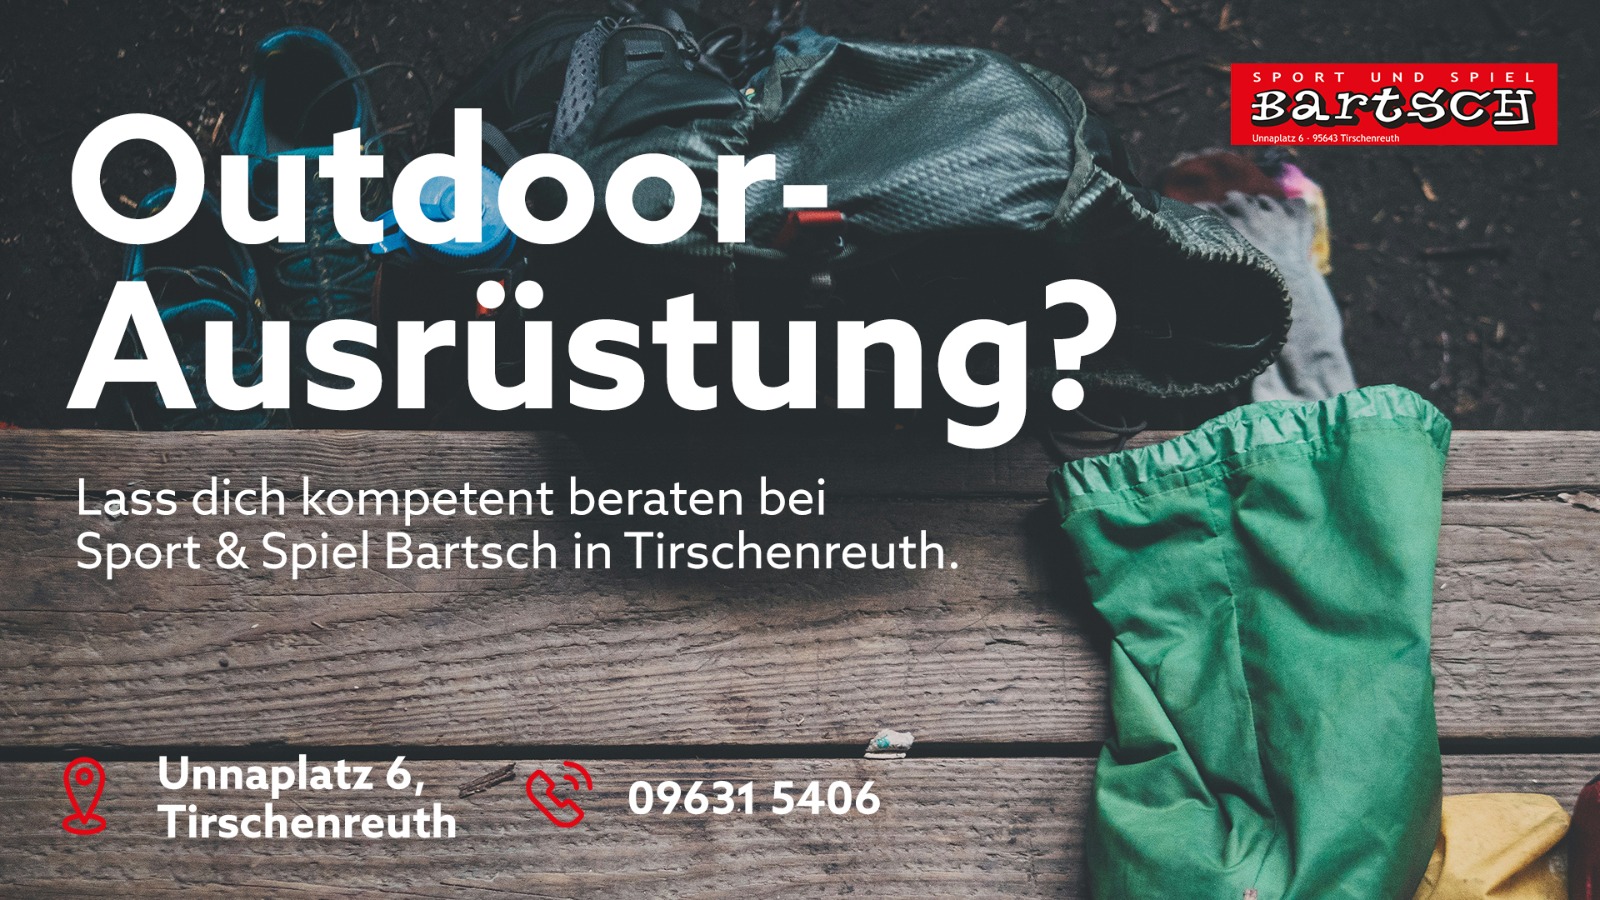 Outdoor-
Ausrüstung?
Lass dich kompetent beraten bei
Sport & Spiel Bartsch in Tirschenreuth.
Unnaplatz 6,
Tirschenreuth
09631 5406
SPORT UND SPIEL
BartSCH
Unnaplatz 6 - 95643 Tirschenreuth